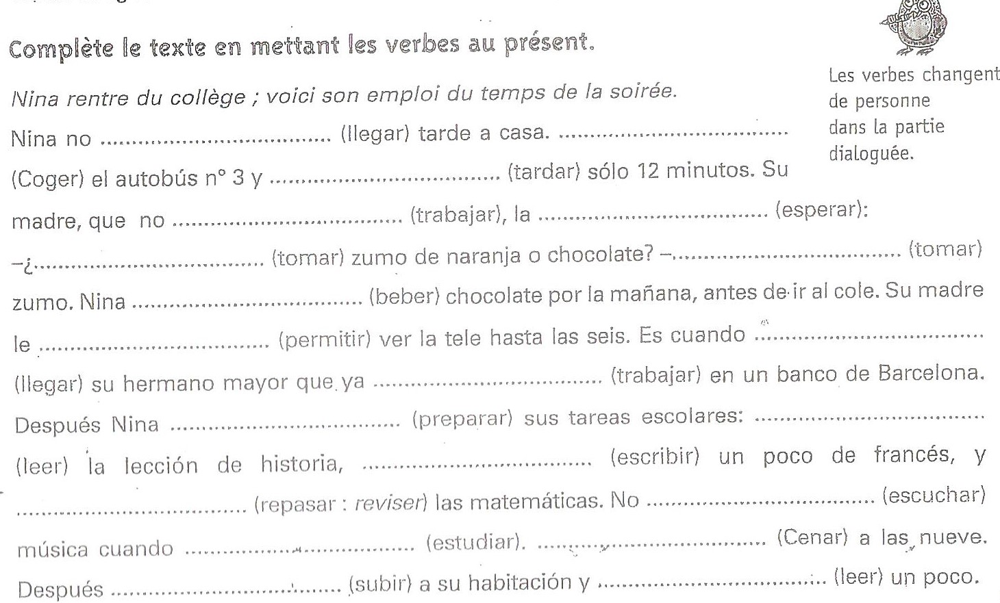 Complète le texte en mettant les verbes au présent.
Nina rentre du collège ; voici son emploi du temps de la soirée.
Nina no .................................... (llegar) tarde a casa. ....................................
(Coger) el autobús n° 3 y .................................... (tardar) sólo 12 minutos. Su
madre, que no .................................... (trabajar), la .................................... (esperar):
–¿.................................... (tomar) zumo de naranja o chocolate? –.................................... (tomar)
zumo. Nina .................................... (beber) chocolate por la mañana, antes de ir al cole. Su madre
le .................................... (permitir) ver la tele hasta las seis. Es cuando ....................................
(llegar) su hermano mayor que ya .................................... (trabajar) en un banco de Barcelona.
Después Nina .................................... (preparar) sus tareas escolares: ....................................
(leer) la lección de historia, .................................... (escribir) un poco de francés, y
.................................... (repasar : reviser) las matemáticas. No .................................... (escuchar)
música cuando .................................... (estudiar). .................................... (Cenar) a las nueve.
Después .................................... (subir) a su habitación y .................................... (leer) un poco.
Les verbes changent
de personne
dans la partie
dialoguée.